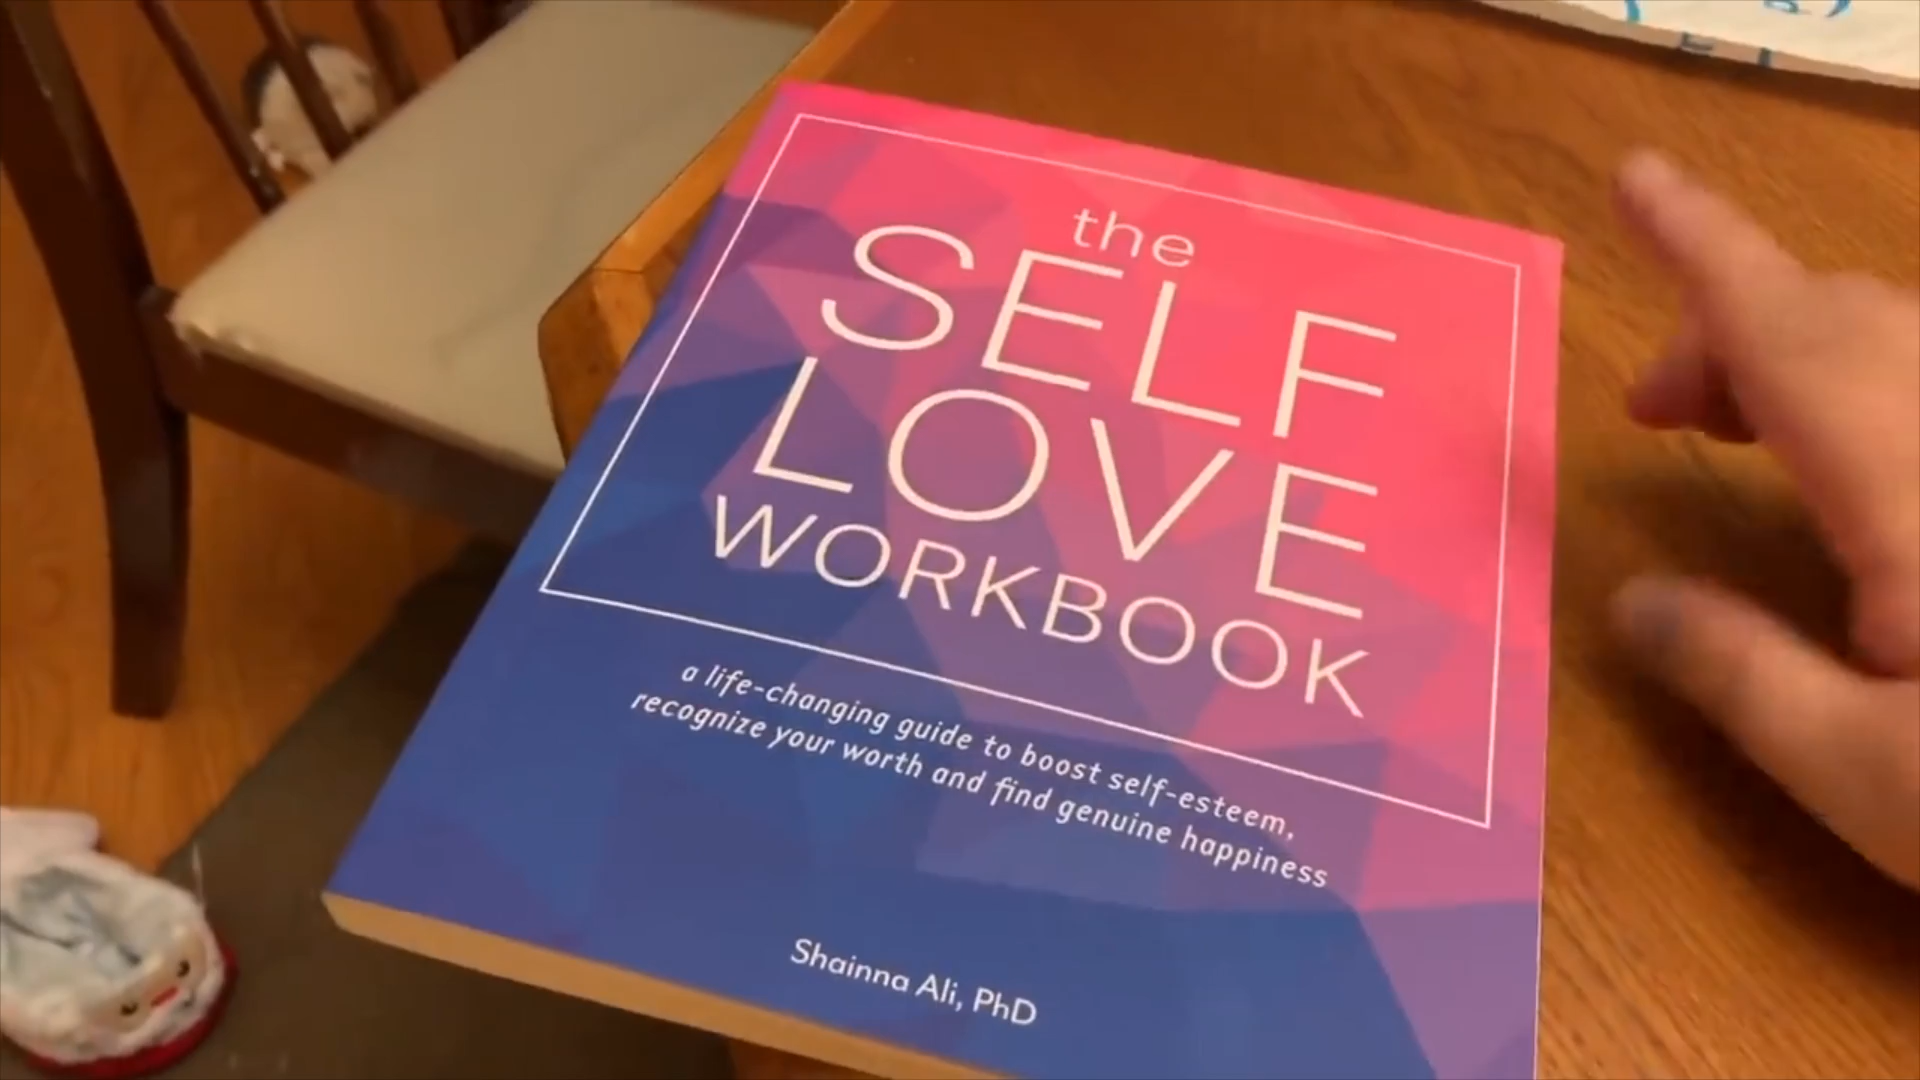 the
SELF
LOVE
WORKBOOK
a life-changing guide to boost self-esteem,
recognize your worth and find genuine happiness
Shainna Ali, PhD